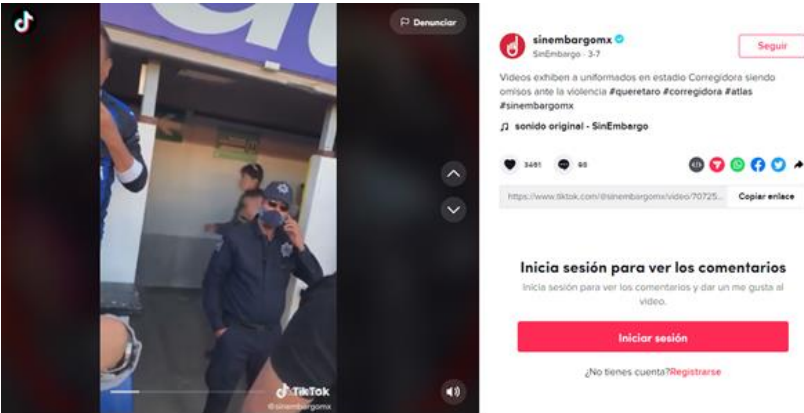 Denunciar
TikTok
@sinembargomx
sinembargomx
SinEmbargo · 3-7
Seguir
Videos exhiben a uniformados en estadio Corregidora siendo
omisos ante la violencia #queretaro #corregidora #atlas
#sinembargomx
sonido original - SinEmbargo
https://www.tiktok.com/@sinembargomx/video/70725...
Copiar enlace
Inicia sesión para ver los comentarios
Inicia sesión para ver los comentarios y dar un me gusta al
video.
Iniciar sesión
¿No tienes cuenta?Registrarse